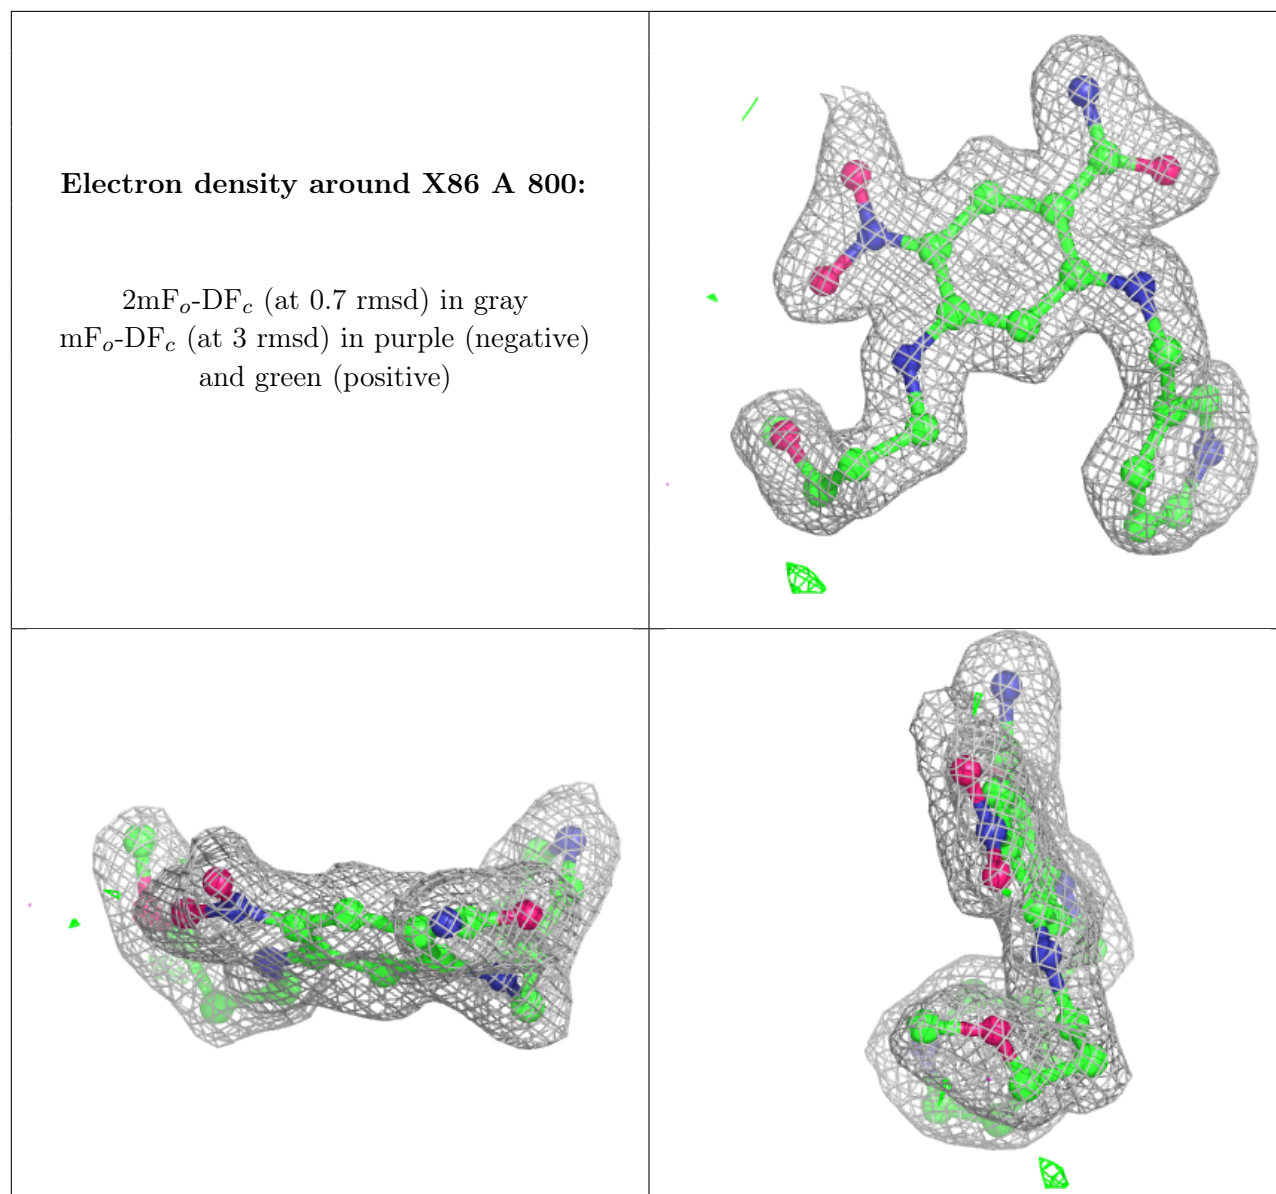 Electron density around X86 A 800:
2mFo-DFc (at 0.7 rmsd) in gray
mFo-DFc (at 3 rmsd) in purple (negative)
and green (positive)